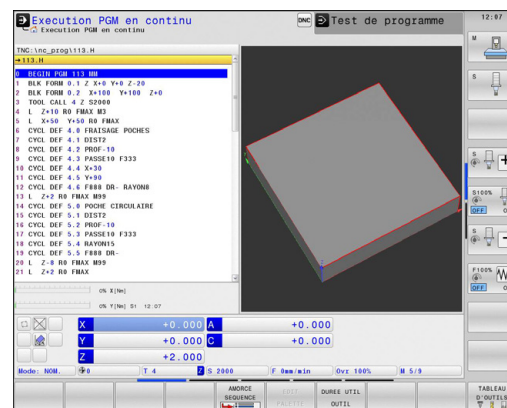 Execution PGM en continu
Execution PGM en continu
DNC
Test de programme
12:07
TNC:\nc_prog\113.H
→113.H
0 BEGIN PGM 113 MM
1 BLK FORM 0.1 Z X+0 Y+0 Z-20
2 BLK FORM 0.2 X+100 Y+100 Z+0
3 TOOL CALL 4 Z S2000
4 L Z+10 R0 FMAX M3
5 L X+50 Y+50 R0 FMAX
6 CYCL DEF 4.0 FRAISAGE POCHES
7 CYCL DEF 4.1 DIST2
8 CYCL DEF 4.2 PROF-10
9 CYCL DEF 4.3 PASSE10 F333
10 CYCL DEF 4.4 X+30
11 CYCL DEF 4.5 Y+90
12 CYCL DEF 4.6 F888 DR- RAYON8
13 L Z+2 R0 FMAX M99
14 CYCL DEF 5.0 POCHE CIRCULAIRE
15 CYCL DEF 5.1 DIST2
16 CYCL DEF 5.2 PROF-10
17 CYCL DEF 5.3 PASSE10 F333
18 CYCL DEF 5.4 RAYON15
19 CYCL DEF 5.5 F888 DR-
20 L Z-8 R0 FMAX M99
21 L Z+2 R0 FMAX
0% X[Nm]
0% Y[Nm] S1 12:07
X +0.000 A +0.000
Y +0.000 C +0.000
Z +2.000
Mode: NOM. 0 T 4 Z S 2000 F 0mm/min Ovr 100% M 5/9
AMORCE SEQUENCE
DUREE UTIL OUTIL
TABLEAU D'OUTILS
M
S
S
S100%
OFF
S
F100% W
OFF